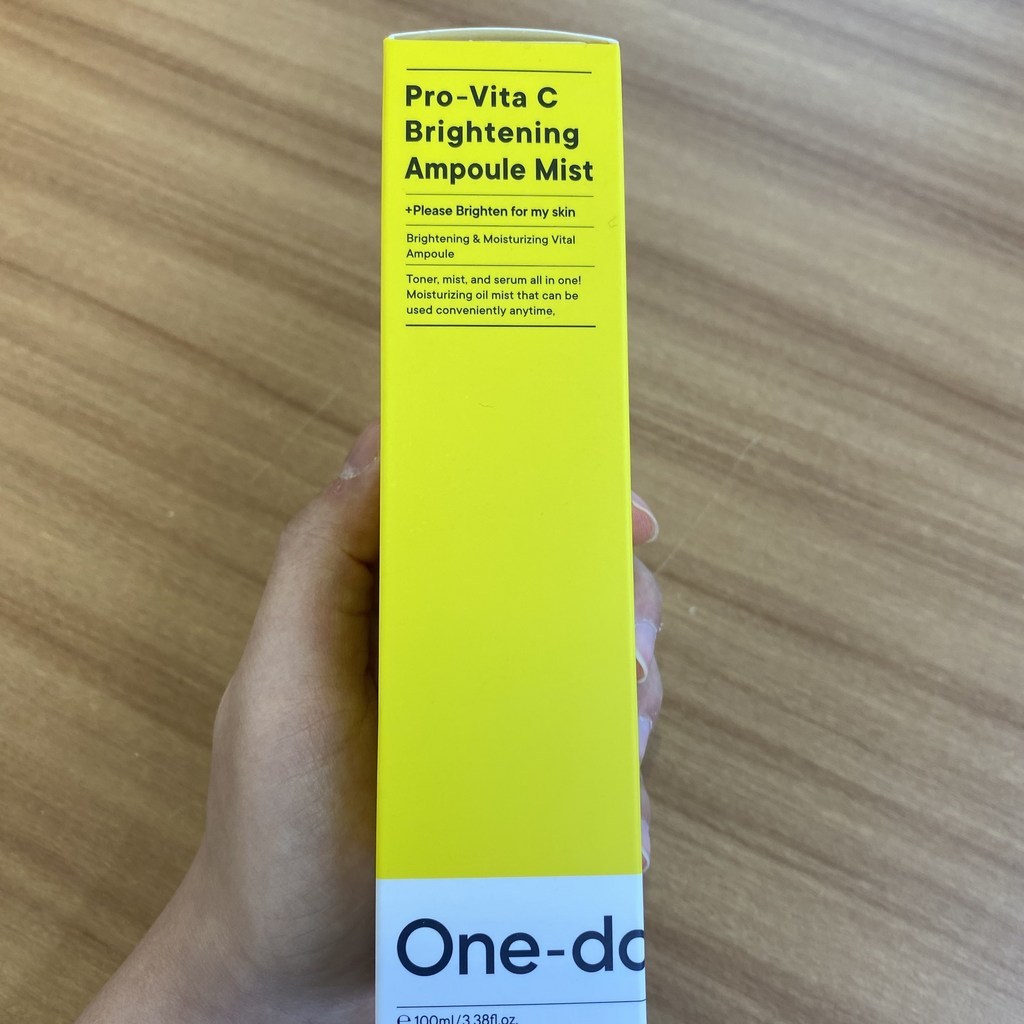 Pro-Vita C
Brightening
Ampoule Mist
+Please Brighten for my skin
Brightening & Moisturizing Vital
Ampoule
Toner, mist, and serum all in one!
Moisturizing oil mist that can be
used conveniently anytime.
One-da
℮ 100ml/3.38fl.oz.